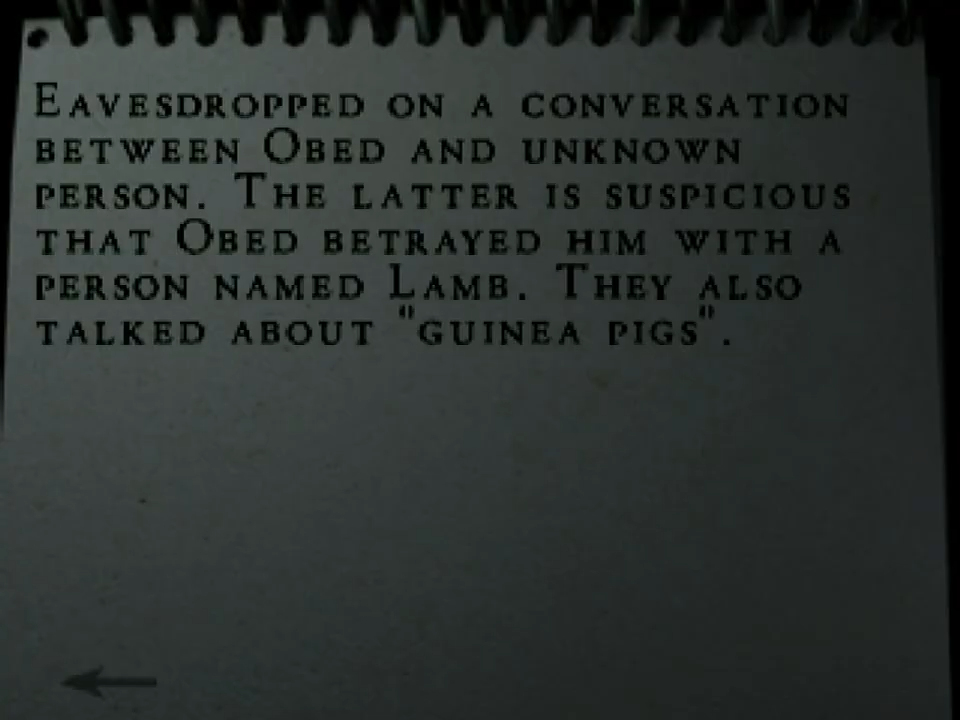 Eavesdropped on a conversation
between Obed and unknown
person. The latter is suspicious
that Obed betrayed him with a
person named Lamb. They also
talked about "guinea pigs".